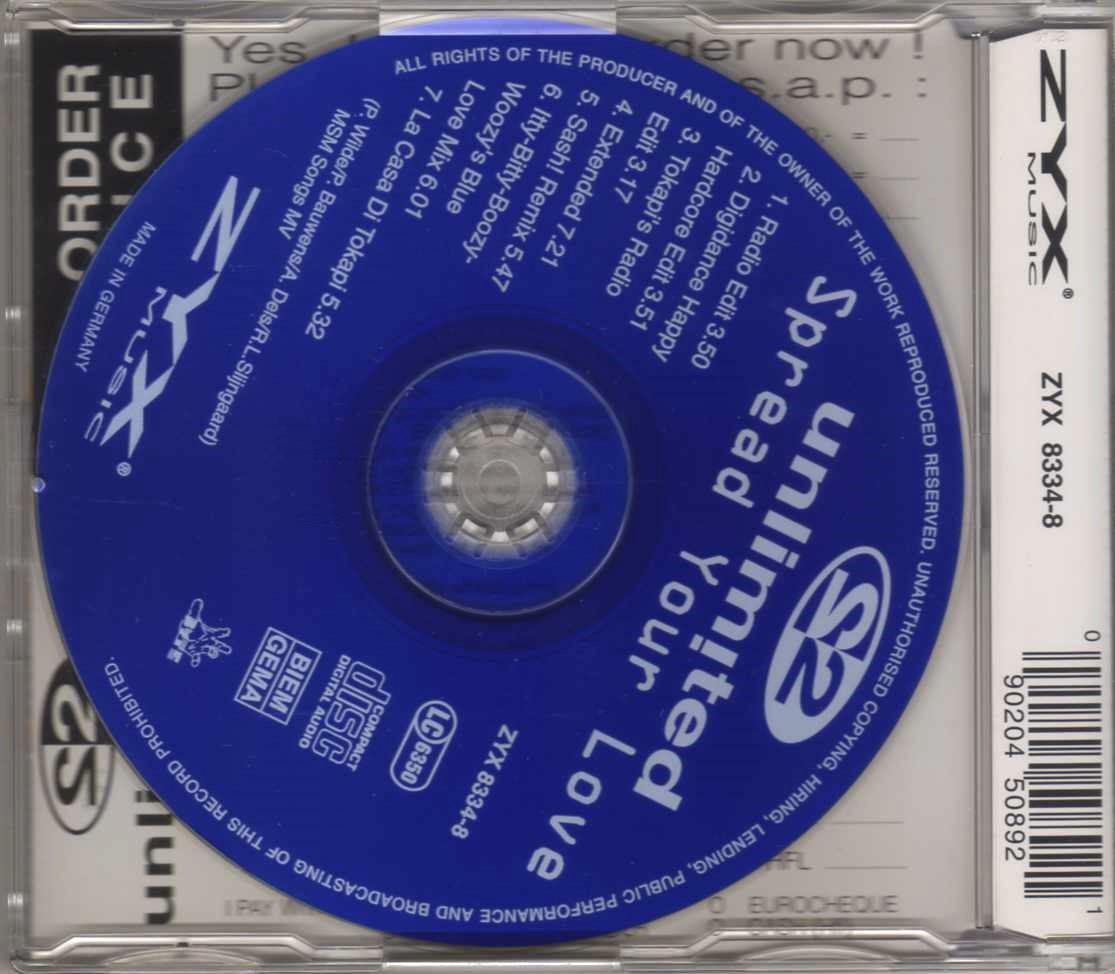 S2
unlimited
Spread Your Love
1. Radio Edit 3.50
2. Digidance Happy
Hardcore Edit 3.51
3. Tokapi's Radio
Edit 3.17
4. Extended 7.21
5. Sash! Remix 5.47
6. Itty-Bitty-Boozy-
Woozy's Blue
Love Mix 6.01
7. La Casa Di Tokapi 5.32
(P. Wilde/P. Bauwens/A. Dels/R.L.Slijngaard)
MSM Songs MV
ZYX
MUSIC
®
MADE IN GERMANY
ZYX 8334-8
LC 6350
COMPACT
disc
DIGITAL AUDIO
BIEM
GEMA
BYTE
ALL RIGHTS OF THE PRODUCER AND OF THE OWNER OF THE WORK REPRODUCED RESERVED. UNAUTHORISED COPYING, HIRING, LENDING, PUBLIC PERFORMANCE AND BROADCASTING OF THIS RECORD PROHIBITED.
ZYX
MUSIC
®
ZYX 8334-8
0 90204 50892 1
Yes, rder now !
Pl s.a.p. :
ORDER
ICE
S2
unli
HFL
I PAY
O EUROCHEQUE